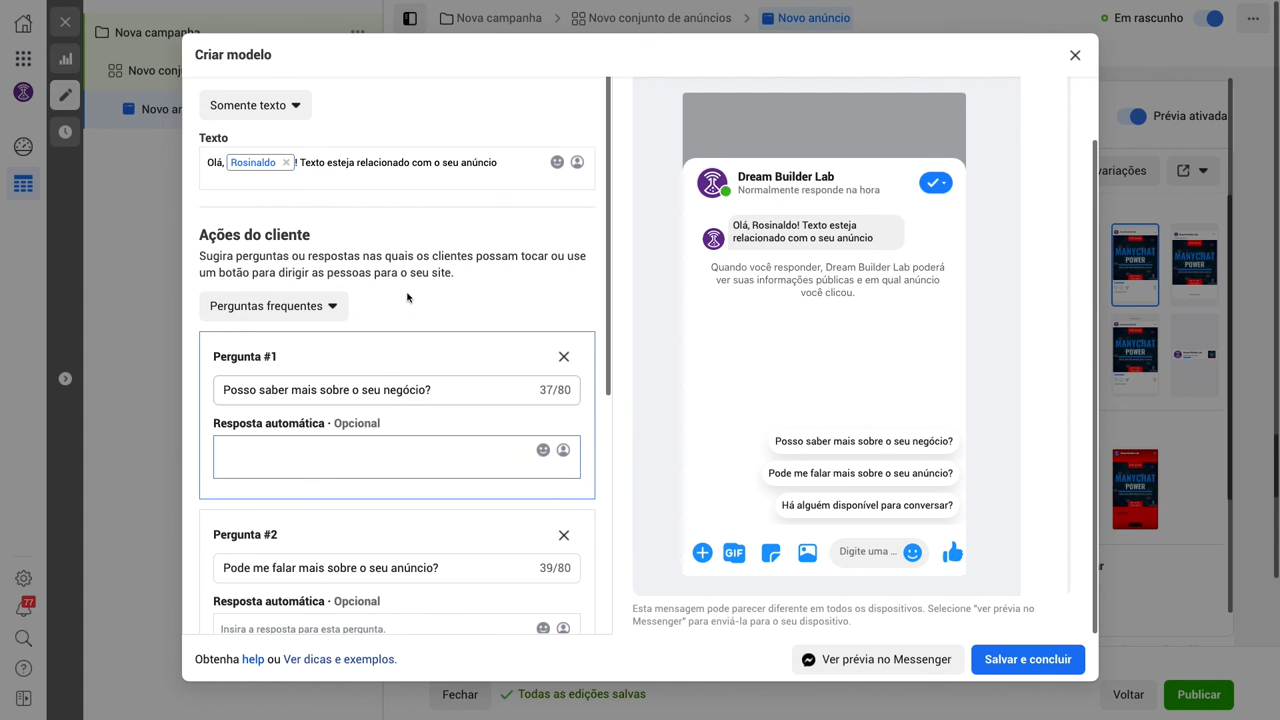 Nova campanha
Nova campanha > Novo conjunto de anúncios > Novo anúncio
Em rascunho
Novo conj
Novo an
Criar modelo
Somente texto
Texto
Olá, Rosinaldo ! Texto esteja relacionado com o seu anúncio
Ações do cliente
Sugira perguntas ou respostas nas quais os clientes possam tocar ou use
um botão para dirigir as pessoas para o seu site.
Perguntas frequentes
Pergunta #1
Posso saber mais sobre o seu negócio?
37/80
Resposta automática · Opcional
Pergunta #2
Pode me falar mais sobre o seu anúncio?
39/80
Resposta automática · Opcional
Insira a resposta para esta pergunta.
Dream Builder Lab
Normalmente responde na hora
Olá, Rosinaldo! Texto esteja
relacionado com o seu anúncio
Quando você responder, Dream Builder Lab poderá
ver suas informações públicas e em qual anúncio
você clicou.
Posso saber mais sobre o seu negócio?
Pode me falar mais sobre o seu anúncio?
Há alguém disponível para conversar?
GIF
Digite uma ...
Esta mensagem pode parecer diferente em todos os dispositivos. Selecione "ver prévia no
Messenger" para enviá-la para o seu dispositivo.
Obtenha help ou Ver dicas e exemplos.
Ver prévia no Messenger
Salvar e concluir
Prévia ativada
variações
MANYCHAT
POWER
MANYCHAT
POWER
MANYCHAT
POWER
MANYCHAT
POWER
ar
77
Fechar
Todas as edições salvas
Voltar
Publicar